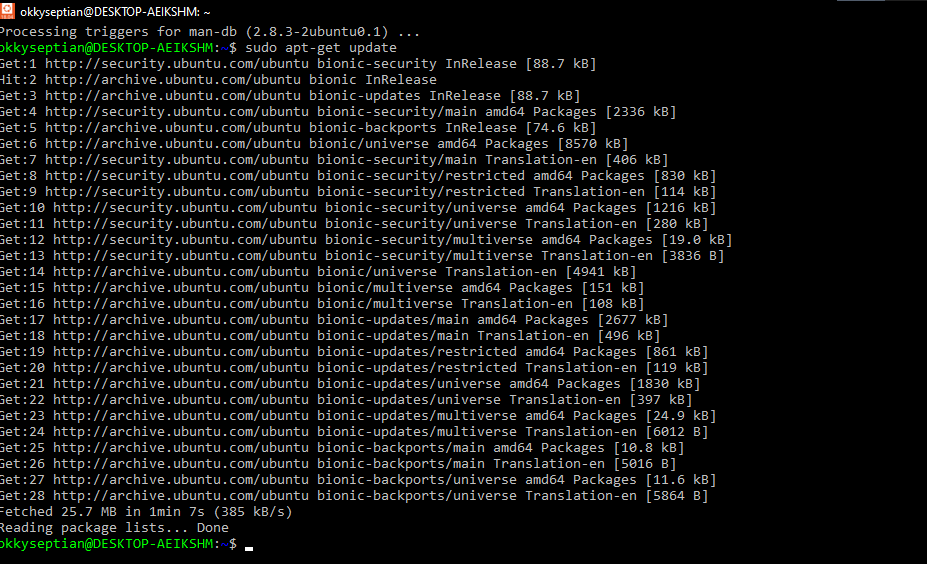 okkyseptian@DESKTOP-AEIKSHM: ~
Processing triggers for man-db (2.8.3-2ubuntu0.1) ...
okkyseptian@DESKTOP-AEIKSHM:~$ sudo apt-get update
Get:1 http://security.ubuntu.com/ubuntu bionic-security InRelease [88.7 kB]
Hit:2 http://archive.ubuntu.com/ubuntu bionic InRelease
Get:3 http://archive.ubuntu.com/ubuntu bionic-updates InRelease [88.7 kB]
Get:4 http://security.ubuntu.com/ubuntu bionic-security/main amd64 Packages [2336 kB]
Get:5 http://archive.ubuntu.com/ubuntu bionic-backports InRelease [74.6 kB]
Get:6 http://archive.ubuntu.com/ubuntu bionic/universe amd64 Packages [8570 kB]
Get:7 http://security.ubuntu.com/ubuntu bionic-security/main Translation-en [406 kB]
Get:8 http://security.ubuntu.com/ubuntu bionic-security/restricted amd64 Packages [830 kB]
Get:9 http://security.ubuntu.com/ubuntu bionic-security/restricted Translation-en [114 kB]
Get:10 http://security.ubuntu.com/ubuntu bionic-security/universe amd64 Packages [1216 kB]
Get:11 http://security.ubuntu.com/ubuntu bionic-security/universe Translation-en [280 kB]
Get:12 http://security.ubuntu.com/ubuntu bionic-security/multiverse amd64 Packages [19.0 kB]
Get:13 http://security.ubuntu.com/ubuntu bionic-security/multiverse Translation-en [3836 B]
Get:14 http://archive.ubuntu.com/ubuntu bionic/universe Translation-en [4941 kB]
Get:15 http://archive.ubuntu.com/ubuntu bionic/multiverse amd64 Packages [151 kB]
Get:16 http://archive.ubuntu.com/ubuntu bionic/multiverse Translation-en [108 kB]
Get:17 http://archive.ubuntu.com/ubuntu bionic-updates/main amd64 Packages [2677 kB]
Get:18 http://archive.ubuntu.com/ubuntu bionic-updates/main Translation-en [496 kB]
Get:19 http://archive.ubuntu.com/ubuntu bionic-updates/restricted amd64 Packages [861 kB]
Get:20 http://archive.ubuntu.com/ubuntu bionic-updates/restricted Translation-en [119 kB]
Get:21 http://archive.ubuntu.com/ubuntu bionic-updates/universe amd64 Packages [1830 kB]
Get:22 http://archive.ubuntu.com/ubuntu bionic-updates/universe Translation-en [397 kB]
Get:23 http://archive.ubuntu.com/ubuntu bionic-updates/multiverse amd64 Packages [24.9 kB]
Get:24 http://archive.ubuntu.com/ubuntu bionic-updates/multiverse Translation-en [6012 B]
Get:25 http://archive.ubuntu.com/ubuntu bionic-backports/main amd64 Packages [10.8 kB]
Get:26 http://archive.ubuntu.com/ubuntu bionic-backports/main Translation-en [5016 B]
Get:27 http://archive.ubuntu.com/ubuntu bionic-backports/universe amd64 Packages [11.6 kB]
Get:28 http://archive.ubuntu.com/ubuntu bionic-backports/universe Translation-en [5864 B]
Fetched 25.7 MB in 1min 7s (385 kB/s)
Reading package lists... Done
okkyseptian@DESKTOP-AEIKSHM:~$